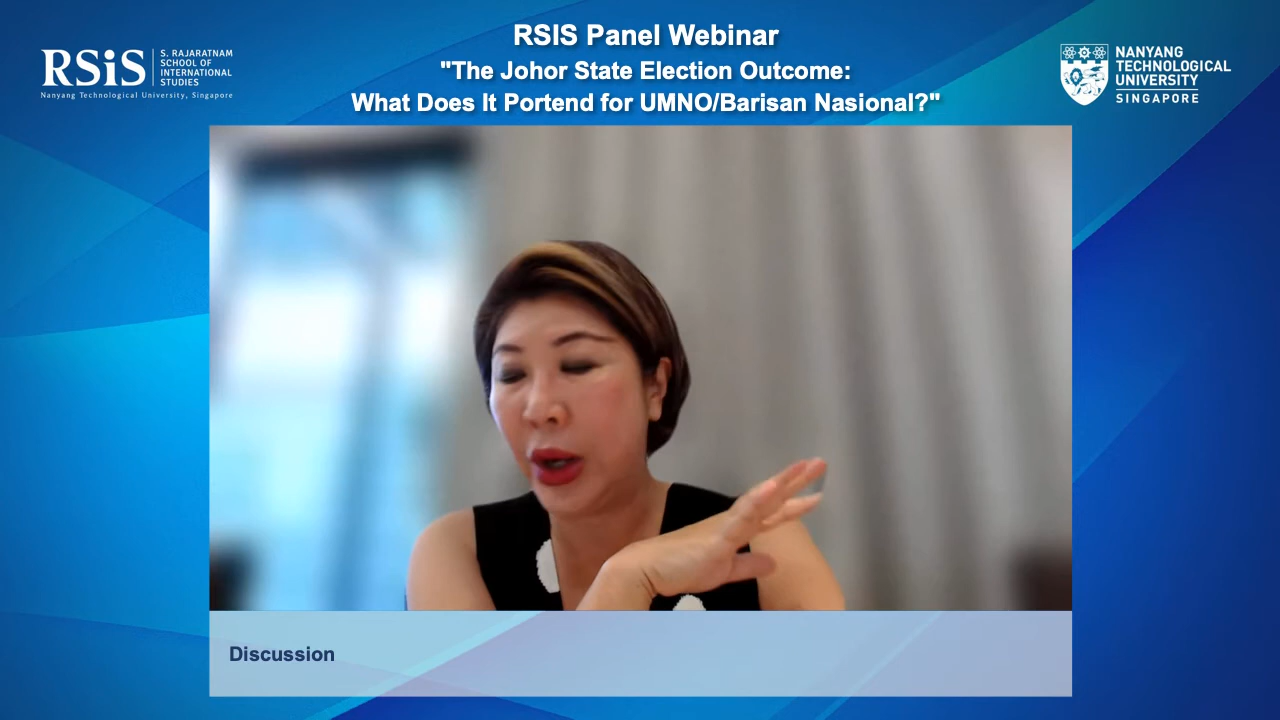 RSIS Panel Webinar
"The Johor State Election Outcome:
What Does It Portend for UMNO/Barisan Nasional?"
RSiS
S. RAJARATNAM
SCHOOL OF
INTERNATIONAL
STUDIES
Nanyang Technological University, Singapore
NANYANG
TECHNOLOGICAL
UNIVERSITY
SINGAPORE
Discussion